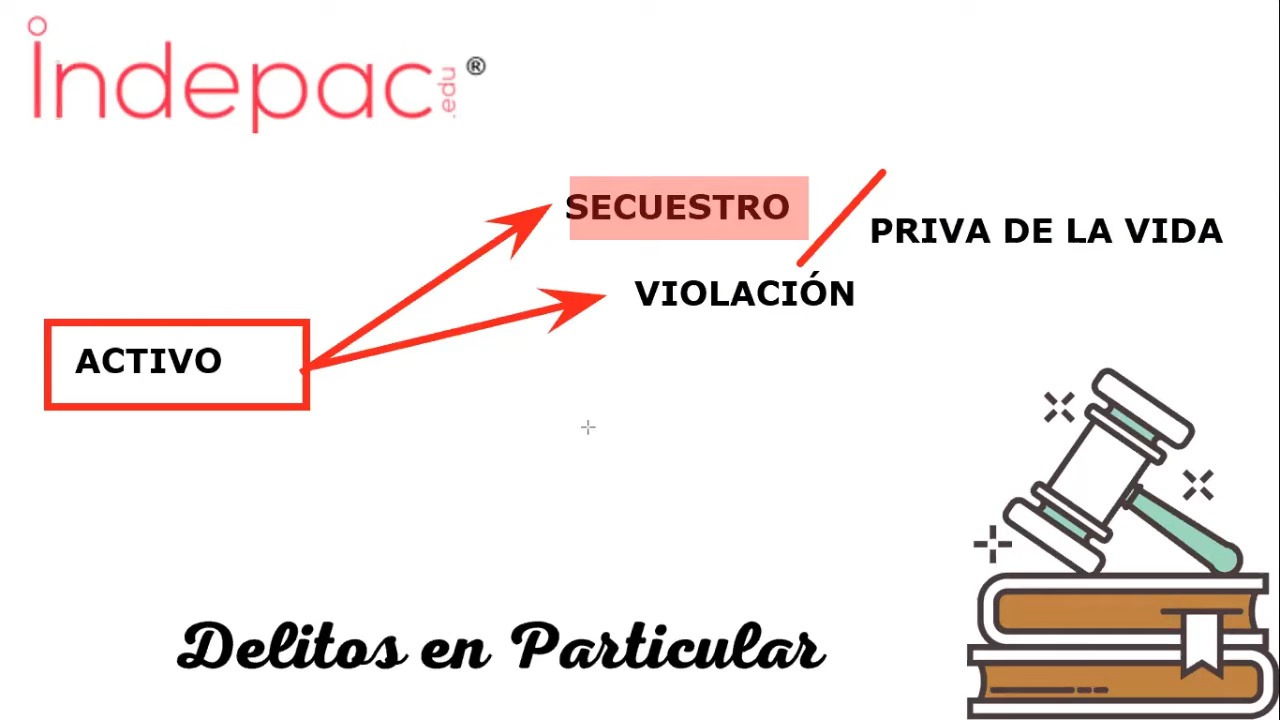 indepac.edu ®
SECUESTRO
PRIVA DE LA VIDA
VIOLACIÓN
ACTIVO
Delitos en Particular